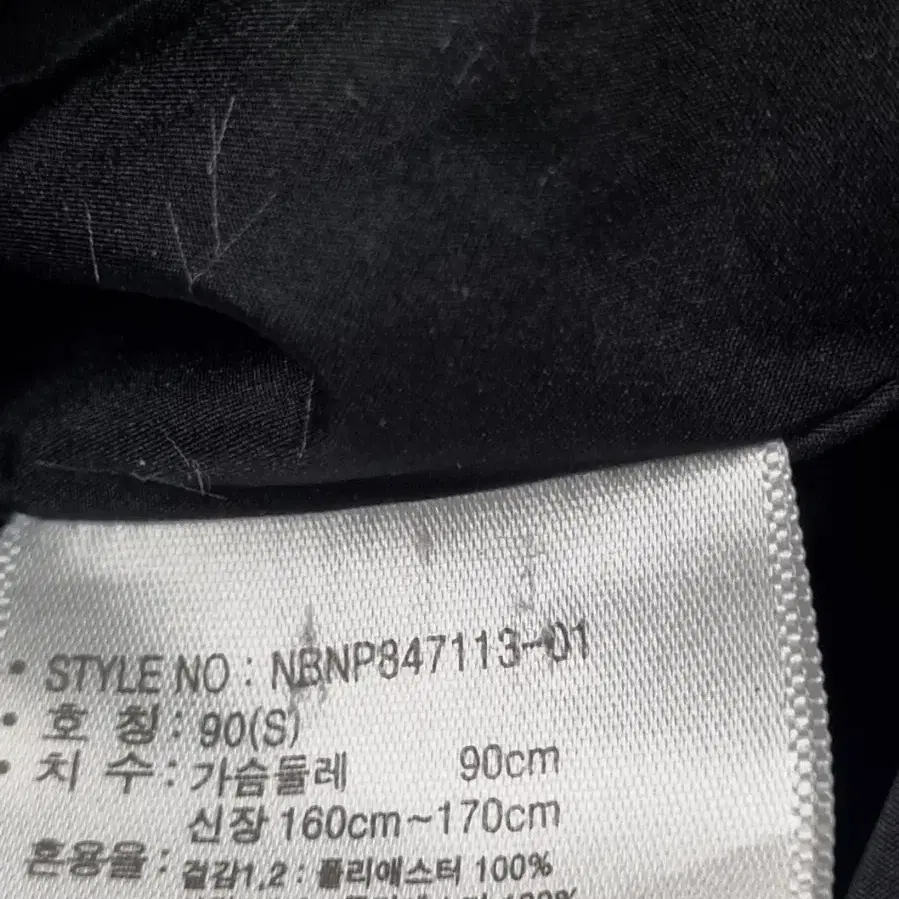 • STYLE NO : NBNP847113-01
• 호 칭 : 90(S)
• 치 수 : 가슴둘레 90cm
신장 160cm~170cm
혼용율 : 겉감1,2 : 폴리에스터 100%